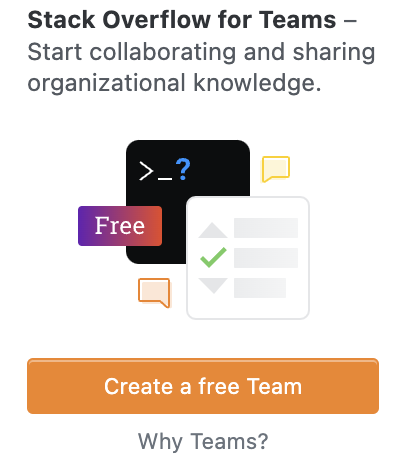 Stack Overflow for Teams –
Start collaborating and sharing
organizational knowledge.
>_?
Free
Create a free Team
Why Teams?